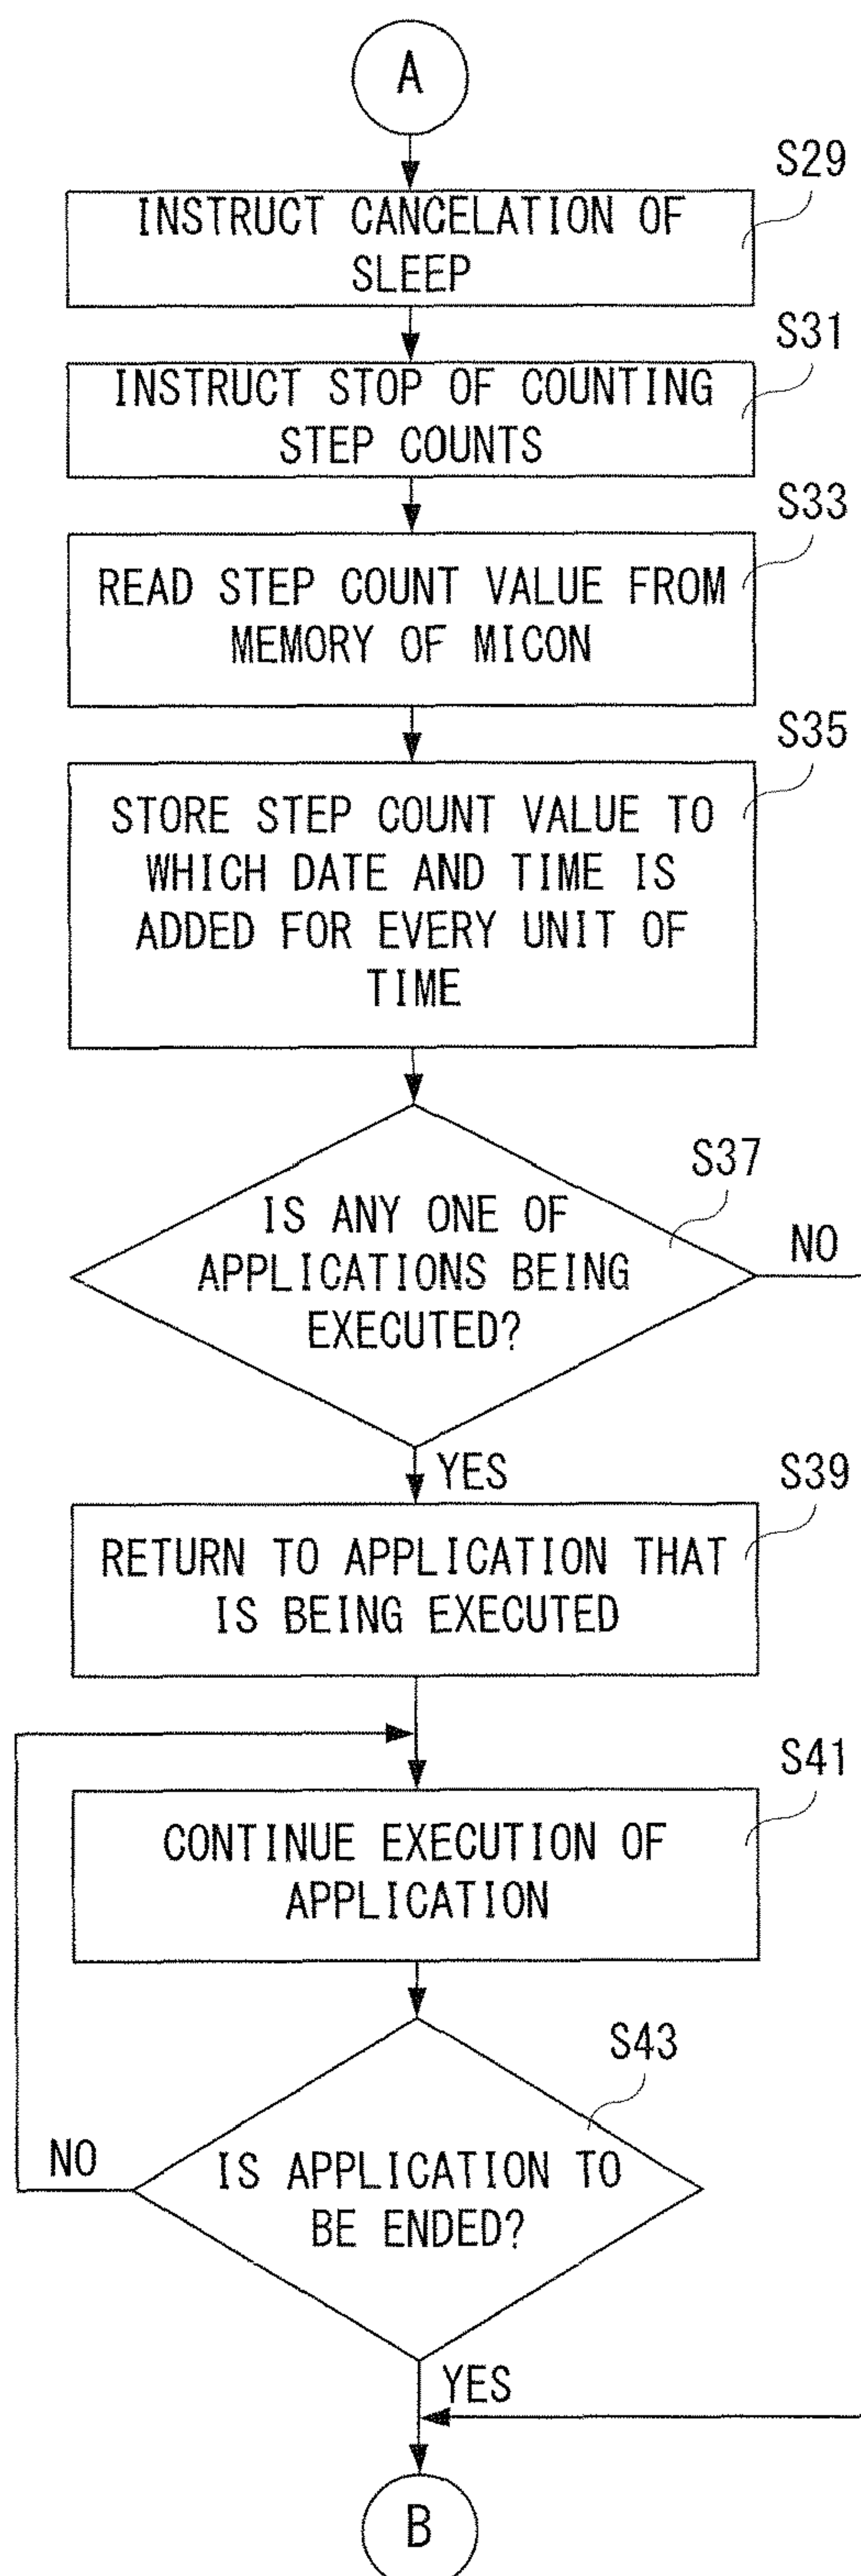 A
S29
INSTRUCT CANCELATION OF
SLEEP
S31
INSTRUCT STOP OF COUNTING
STEP COUNTS
S33
READ STEP COUNT VALUE FROM
MEMORY OF MICON
S35
STORE STEP COUNT VALUE TO
WHICH DATE AND TIME IS
ADDED FOR EVERY UNIT OF
TIME
S37
IS ANY ONE OF
APPLICATIONS BEING
EXECUTED?
NO
YES
S39
RETURN TO APPLICATION THAT
IS BEING EXECUTED
S41
CONTINUE EXECUTION OF
APPLICATION
S43
NO
IS APPLICATION TO
BE ENDED?
YES
B